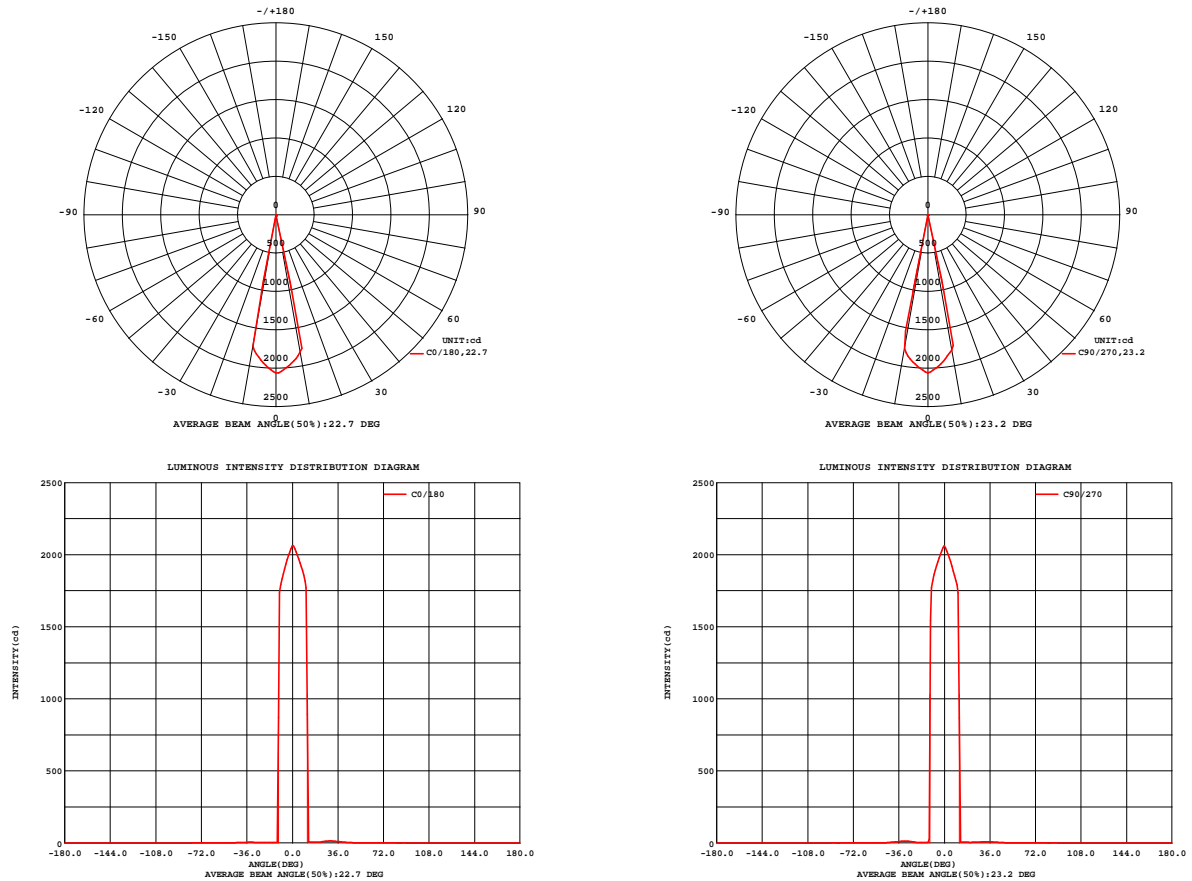 -/+180
-150
150
-120
120
-90
90
-60
60
-30
30
0
0
500
1000
1500
2000
2500
UNIT:cd
C0/180,22.7
AVERAGE BEAM ANGLE(50%):22.7 DEG
-/+180
-150
150
-120
120
-90
90
-60
60
-30
30
0
0
500
1000
1500
2000
2500
UNIT:cd
C90/270,23.2
AVERAGE BEAM ANGLE(50%):23.2 DEG
LUMINOUS INTENSITY DISTRIBUTION DIAGRAM
C0/180
INTENSITY(cd)
2500
2000
1500
1000
500
0
-180.0 -144.0 -108.0 -72.0 -36.0 0.0 36.0 72.0 108.0 144.0 180.0
ANGLE(DEG)
AVERAGE BEAM ANGLE(50%):22.7 DEG
LUMINOUS INTENSITY DISTRIBUTION DIAGRAM
C90/270
INTENSITY(cd)
2500
2000
1500
1000
500
0
-180.0 -144.0 -108.0 -72.0 -36.0 0.0 36.0 72.0 108.0 144.0 180.0
ANGLE(DEG)
AVERAGE BEAM ANGLE(50%):23.2 DEG